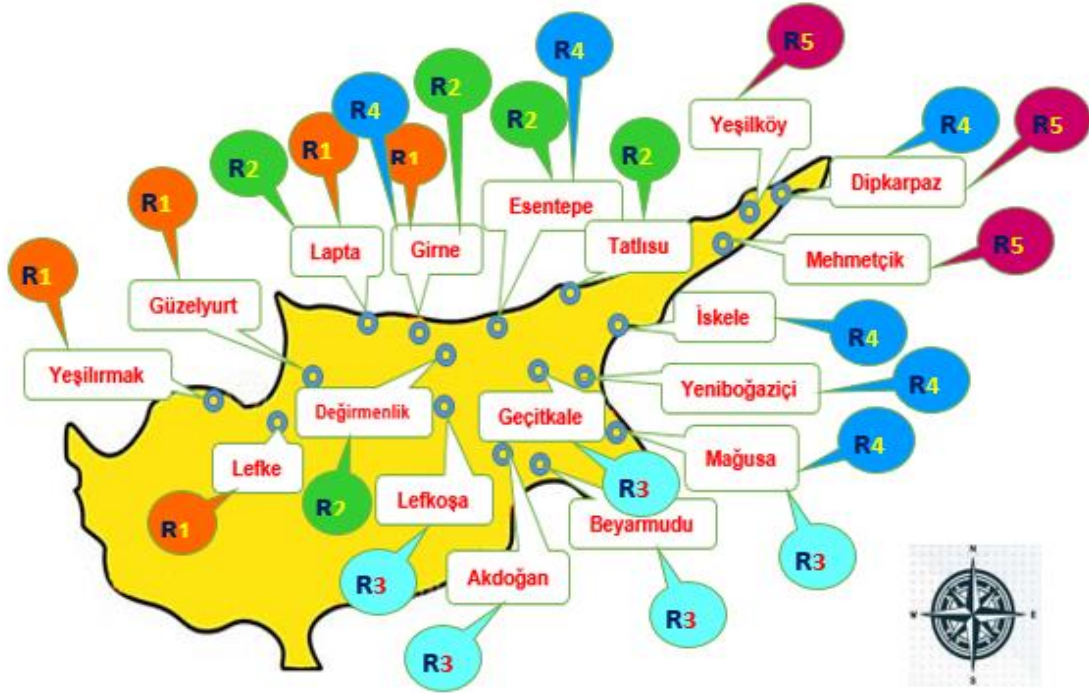 R5
R4
R2
R4
R5
R2
R4
R1
R1
R2
R2
Yeşilköy
Dipkarpaz
R1
Esentepe
Girne
Lapta
Tatlısu
R5
Mehmetçik
R1
Güzelyurt
İskele
R4
Yeşilırmak
Yeniboğaziçi
R4
Değirmenlik
Geçitkale
R4
Mağusa
Lefke
R3
Lefkoşa
R2
R1
Beyarmudu
R3
R3
Akdoğan
R3
R3
N
W
E
S